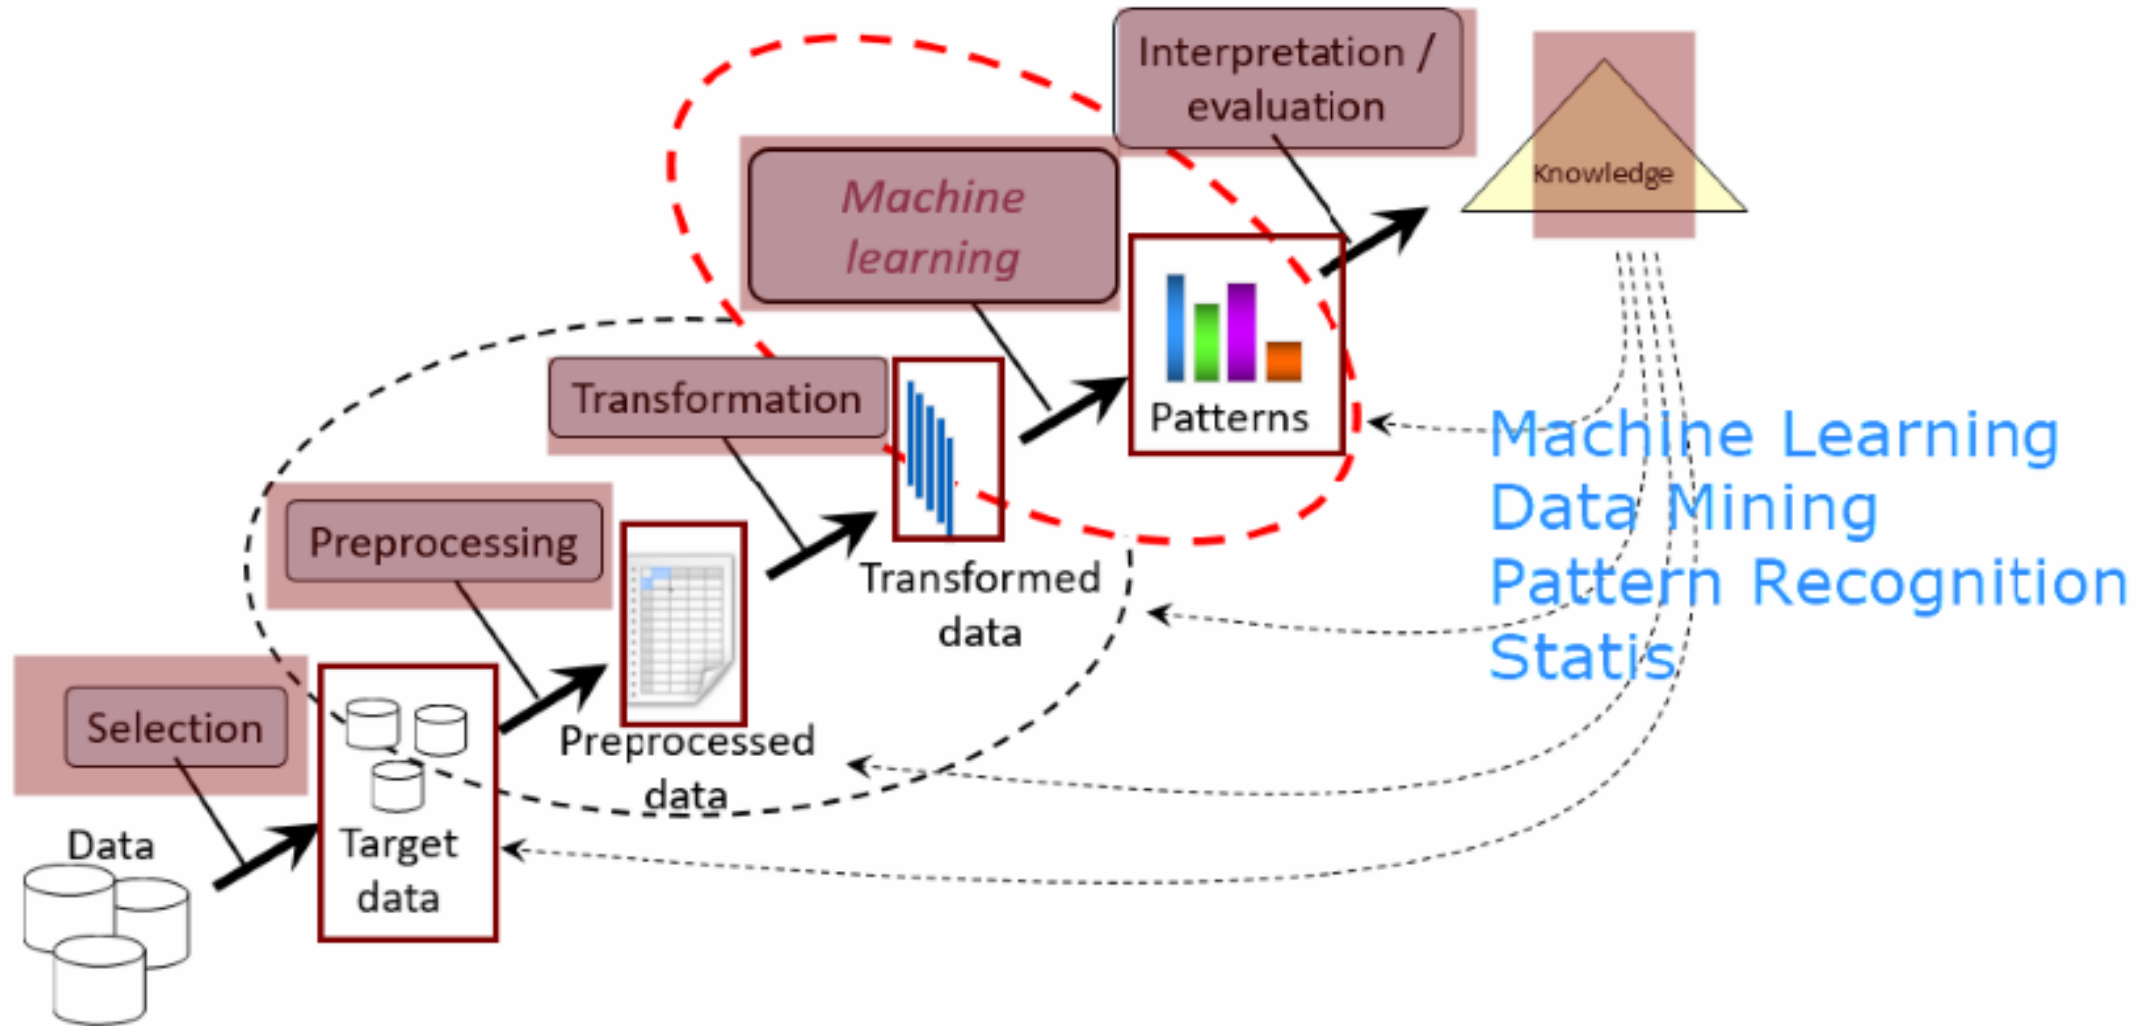 Interpretation /
evaluation
Knowledge
Machine
learning
Patterns
Transformation
Machine Learning
Data Mining
Pattern Recognition
Statis
Preprocessing
Transformed
data
Selection
Preprocessed
data
Data
Target
data